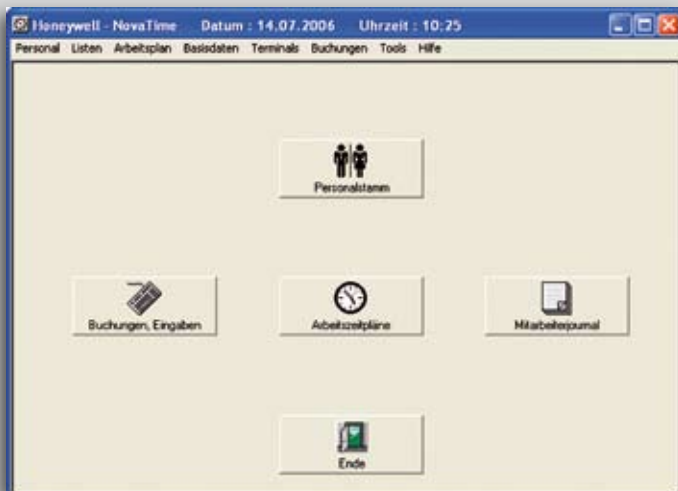 Honeywell - NovaTime Datum : 14.07.2006 Uhrzeit : 10:25
Personal Listen Arbeitsplan Basisdaten Terminals Buchungen Tools Hilfe
Personalstamm
Buchungen, Eingaben Arbeitszeitpläne Mitarbeiterjournal
Ende